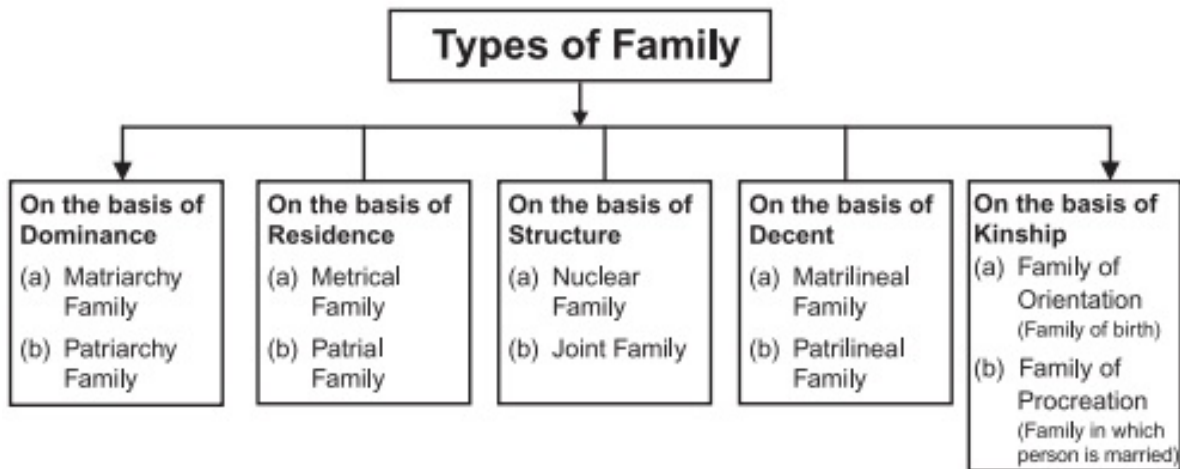 Types of Family
On the basis of
Dominance
(a) Matriarchy
Family
(b) Patriarchy
Family
On the basis of
Residence
(a) Metrical
Family
(b) Patrial
Family
On the basis of
Structure
(a) Nuclear
Family
(b) Joint Family
On the basis of
Decent
(a) Matrilineal
Family
(b) Patrilineal
Family
On the basis of
Kinship
(a) Family of
Orientation
(Family of birth)
(b) Family of
Procreation
(Family in which
person is married)